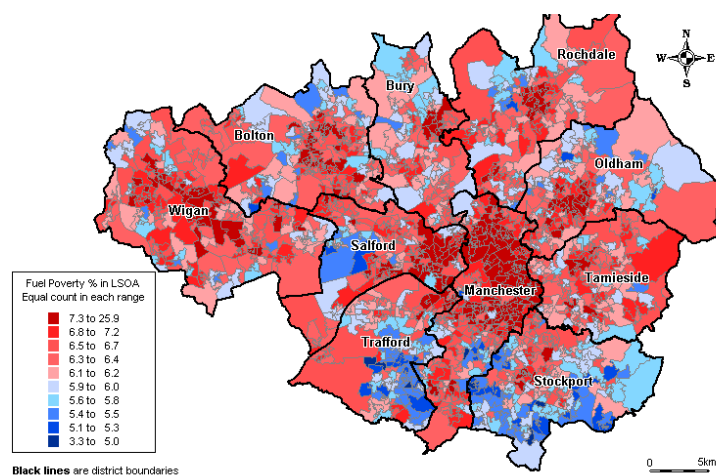 Rochdale
N
W E
S
Bury
Bolton
Oldham
Wigan
Salford
Tamieside
Manchester
Trafford
Stockport
Fuel Poverty % in LSOA
Equal count in each range
7.3 to 25.9
6.8 to 7.2
6.5 to 6.7
6.3 to 6.4
6.1 to 6.2
5.9 to 6.0
5.6 to 5.8
5.4 to 5.5
5.1 to 5.3
3.3 to 5.0
0 5km
Black lines are district boundaries